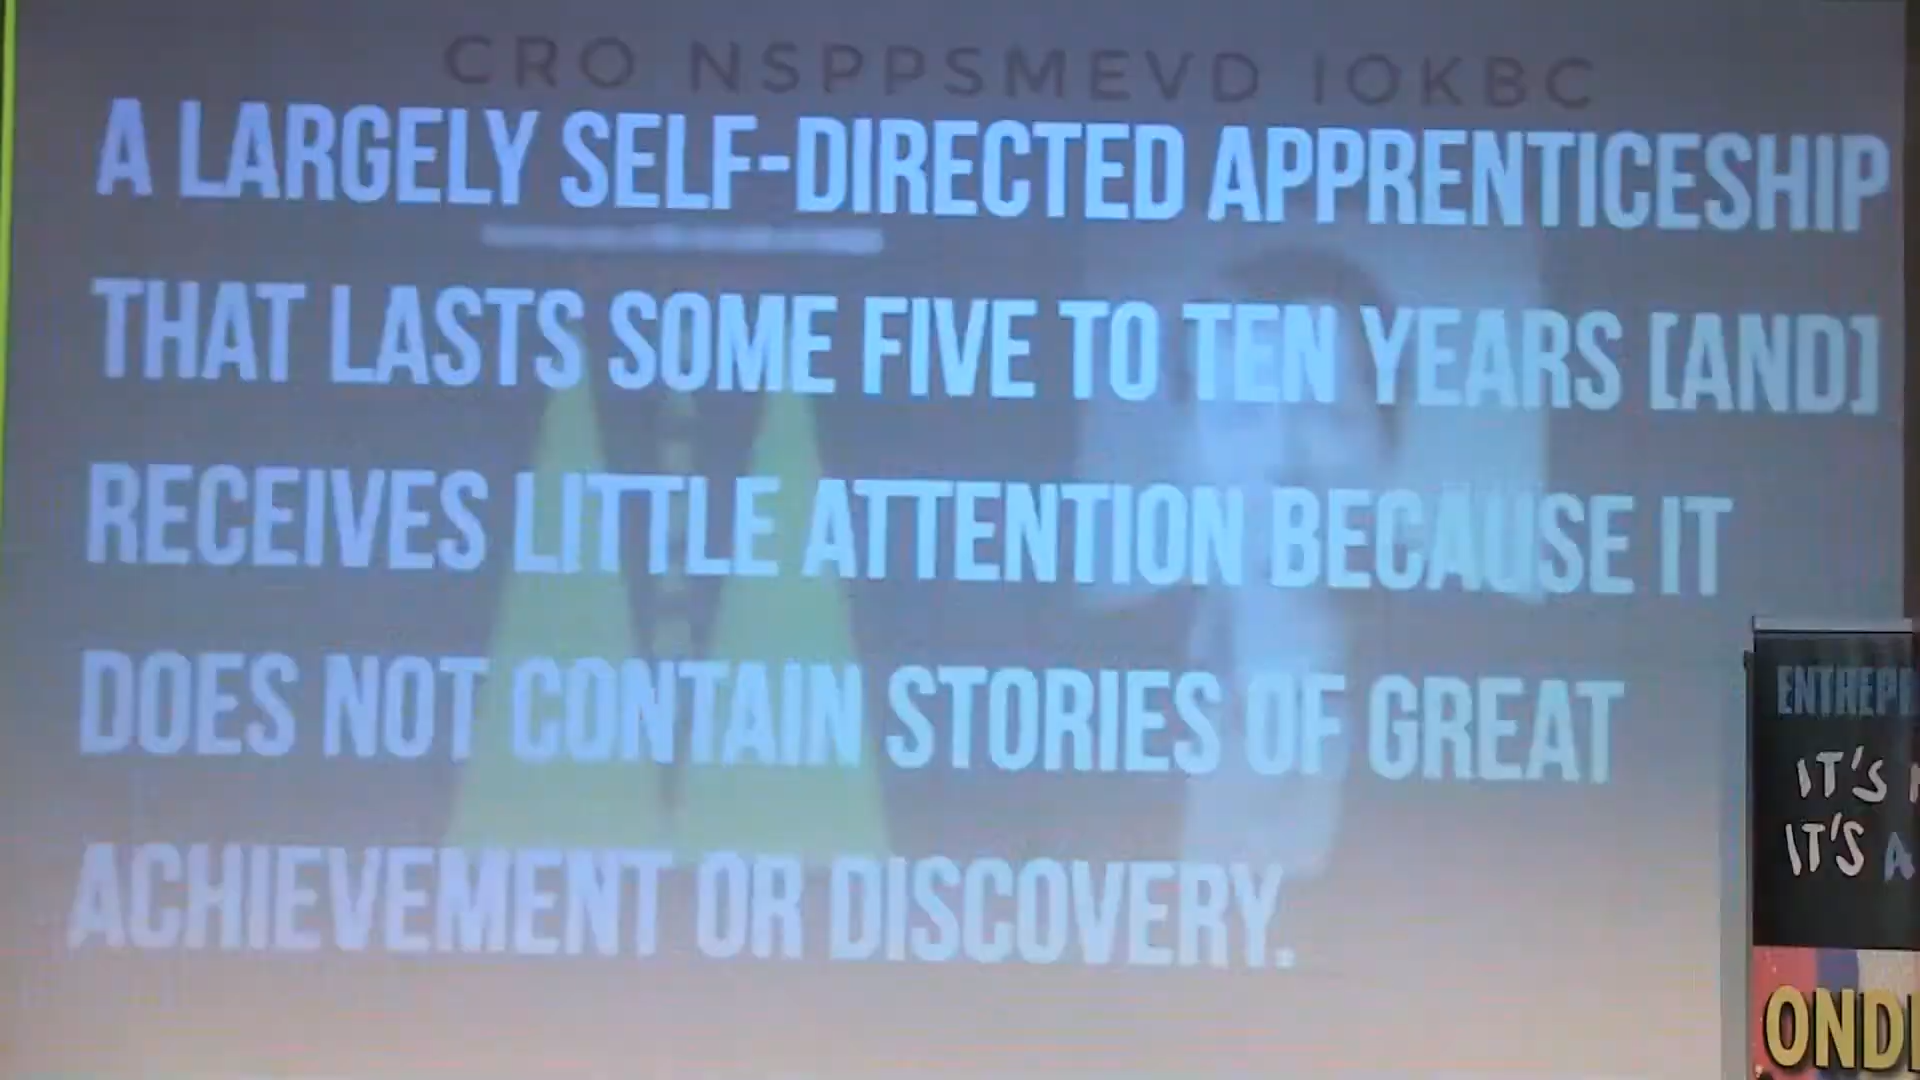 CRO NSPPSMEVD IOKBC
A LARGELY SELF-DIRECTED APPRENTICESHIP
THAT LASTS SOME FIVE TO TEN YEARS [AND]
RECEIVES LITTLE ATTENTION BECAUSE IT
DOES NOT CONTAIN STORIES OF GREAT
ACHIEVEMENT OR DISCOVERY.
IT'S
IT'S A